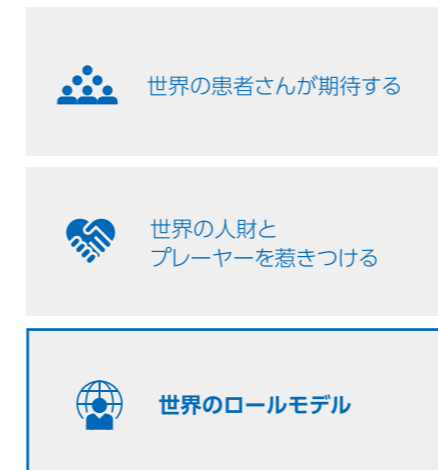 世界の患者さんが期待する
世界の人財と
プレーヤーを惹きつける
世界のロールモデル